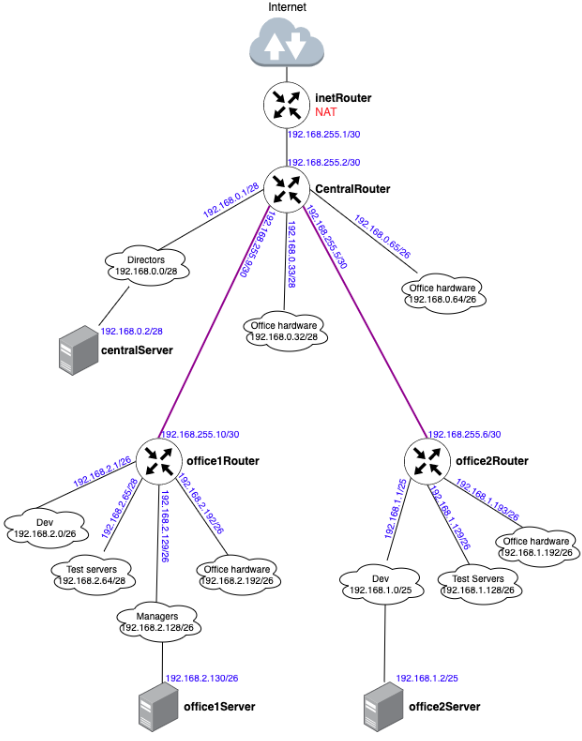 Internet
inetRouter
NAT
192.168.255.1/30
192.168.255.2/30
CentralRouter
192.168.0.1/28
192.168.255.9/30
192.168.0.33/28
192.168.255.5/30
192.168.0.65/26
Directors
192.168.0.0/28
Office hardware
192.168.0.64/26
Office hardware
192.168.0.32/28
192.168.0.2/28
centralServer
192.168.255.10/30
office1Router
192.168.255.6/30
office2Router
192.168.2.1/26
192.168.2.65/28
192.168.2.129/26
192.168.2.192/26
192.168.1.1/25
192.168.1.129/26
192.168.1.193/26
Dev
192.168.2.0/26
Test servers
192.168.2.64/28
Office hardware
192.168.2.192/26
Managers
192.168.2.128/26
Dev
192.168.1.0/25
Test Servers
192.168.1.128/26
Office hardware
192.168.1.192/26
192.168.2.130/26
office1Server
192.168.1.2/25
office2Server